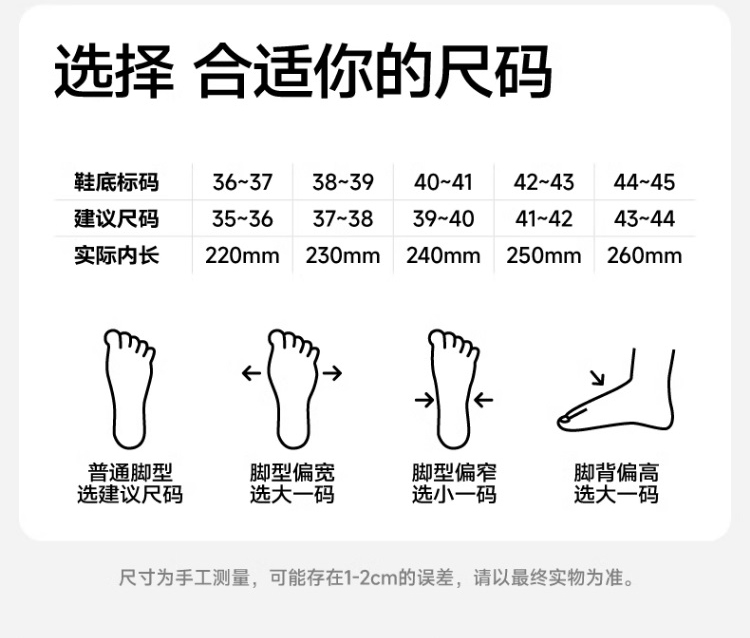 选择 合适你的尺码
鞋底标码 36~37 38~39 40~41 42~43 44~45
建议尺码 35~36 37~38 39~40 41~42 43~44
实际内长 220mm 230mm 240mm 250mm 260mm
普通脚型 脚型偏宽 脚型偏窄 脚背偏高
选建议尺码 选大一码 选小一码 选大一码
尺寸为手工测量，可能存在1-2cm的误差，请以最终实物为准。